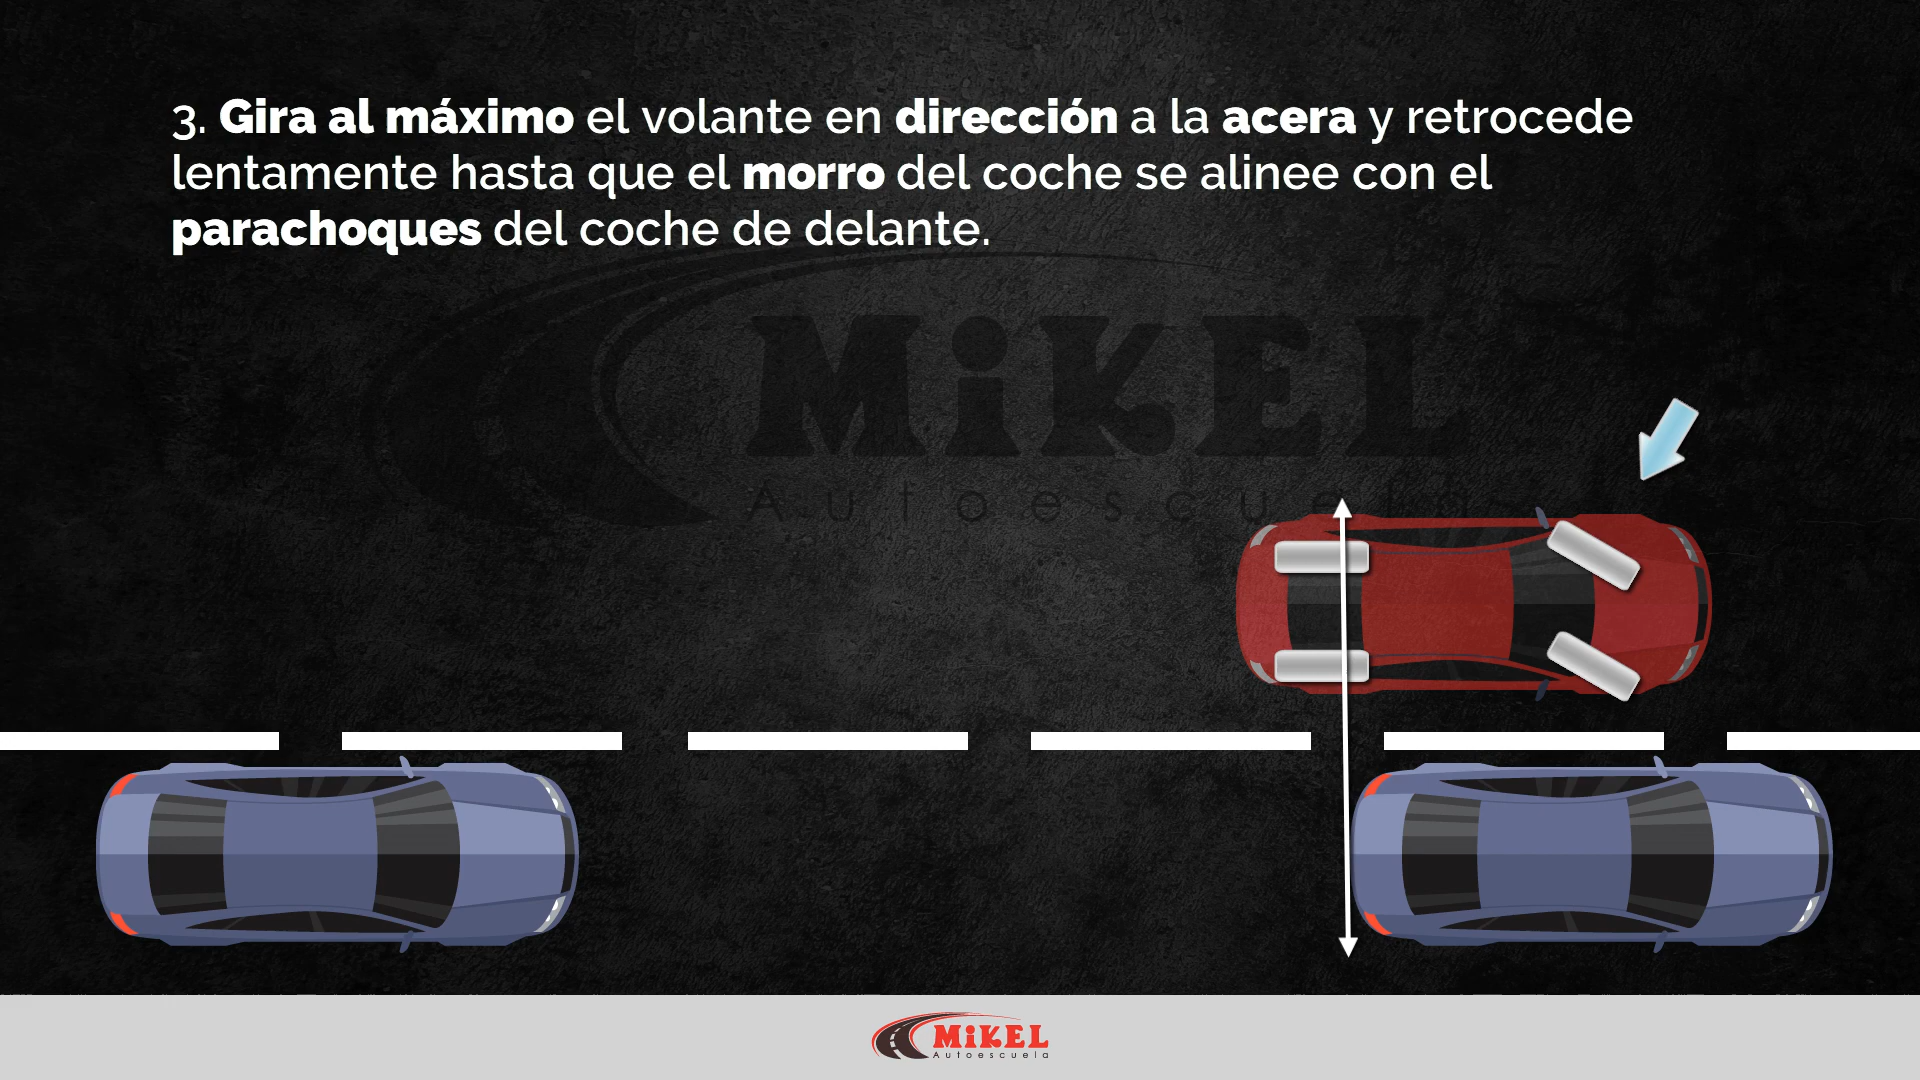 3. Gira al máximo el volante en dirección a la acera y retrocede
lentamente hasta que el morro del coche se alinee con el
parachoques del coche de delante.
MiKEL
Autoescuela
MiKEL
Autoescuela